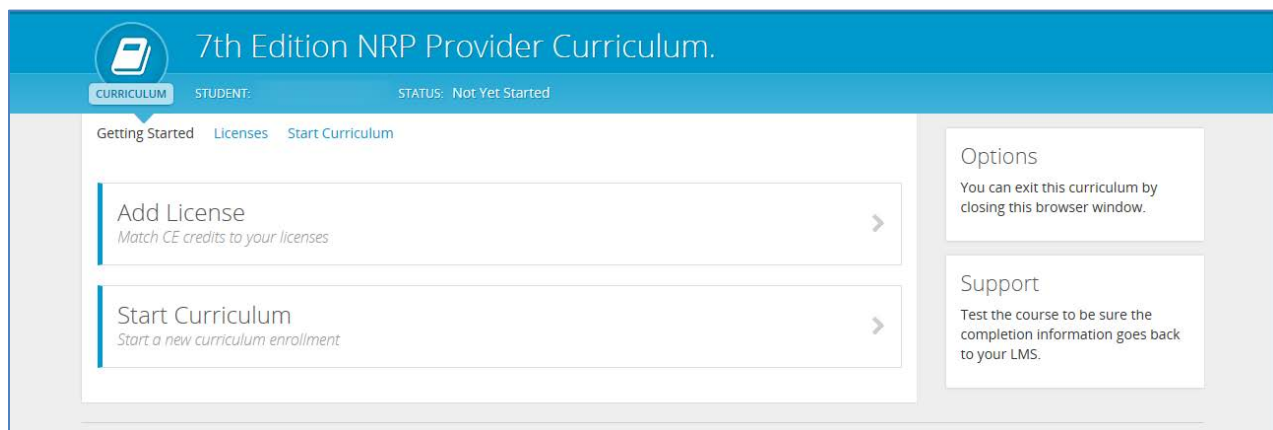 7th Edition NRP Provider Curriculum.
CURRICULUM
STUDENT:
STATUS: Not Yet Started
Getting Started Licenses Start Curriculum
Add License
Match CE credits to your licenses
Start Curriculum
Start a new curriculum enrollment
Options
You can exit this curriculum by
closing this browser window.
Support
Test the course to be sure the
completion information goes back
to your LMS.